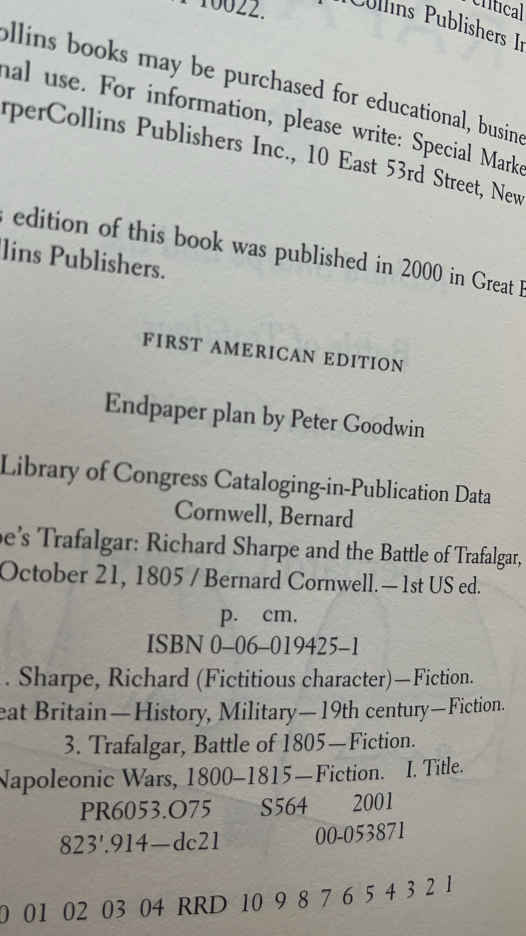 10022.
Collins Publishers In
ollins books may be purchased for educational, busine
nal use. For information, please write: Special Marke
rperCollins Publishers Inc., 10 East 53rd Street, New
s edition of this book was published in 2000 in Great B
llins Publishers.
FIRST AMERICAN EDITION
Endpaper plan by Peter Goodwin
Library of Congress Cataloging-in-Publication Data
Cornwell, Bernard
pe's Trafalgar: Richard Sharpe and the Battle of Trafalgar,
October 21, 1805 / Bernard Cornwell.—1st US ed.
p. cm.
ISBN 0–06–019425–1
. Sharpe, Richard (Fictitious character)—Fiction.
eat Britain—History, Military—19th century—Fiction.
3. Trafalgar, Battle of 1805—Fiction.
Napoleonic Wars, 1800–1815—Fiction. I. Title.
PR6053.O75 S564 2001
823'.914—dc21 00-053871
0 01 02 03 04 RRD 10 9 8 7 6 5 4 3 2 1